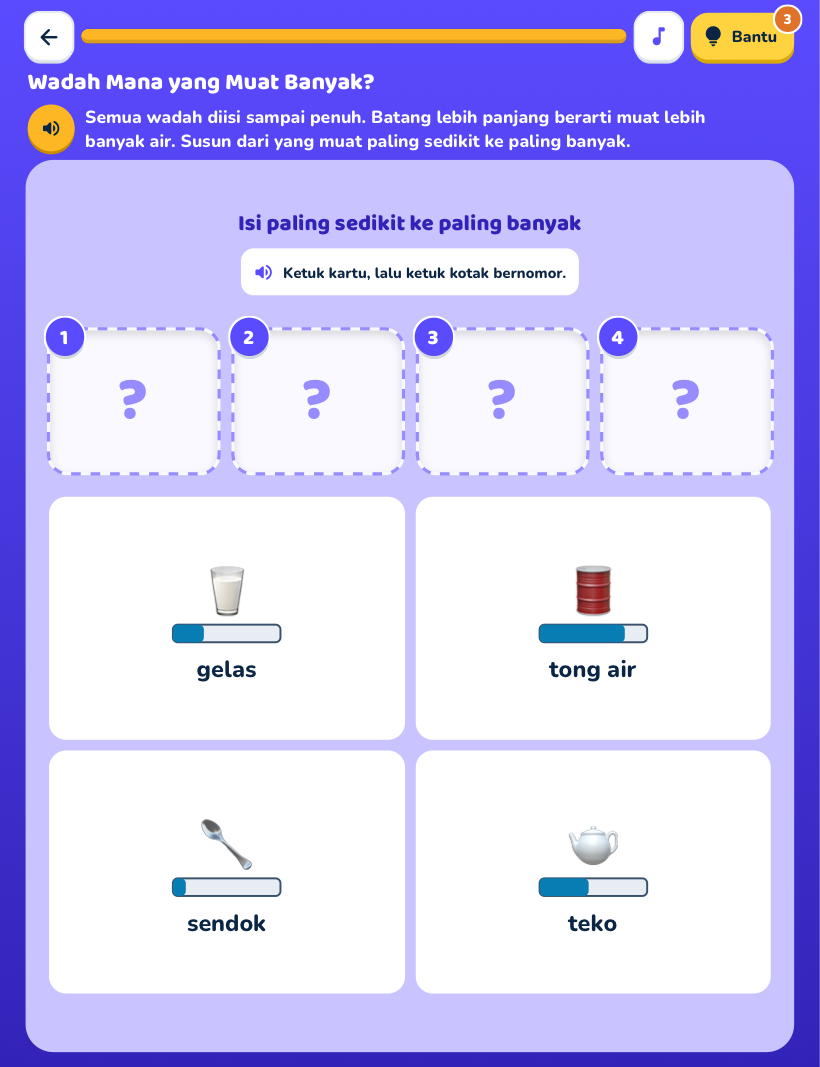 3
Bantu
Wadah Mana yang Muat Banyak?
Semua wadah diisi sampai penuh. Batang lebih panjang berarti muat lebih
banyak air. Susun dari yang muat paling sedikit ke paling banyak.
Isi paling sedikit ke paling banyak
Ketuk kartu, lalu ketuk kotak bernomor.
1 2 3 4
? ? ? ?
gelas tong air
sendok teko